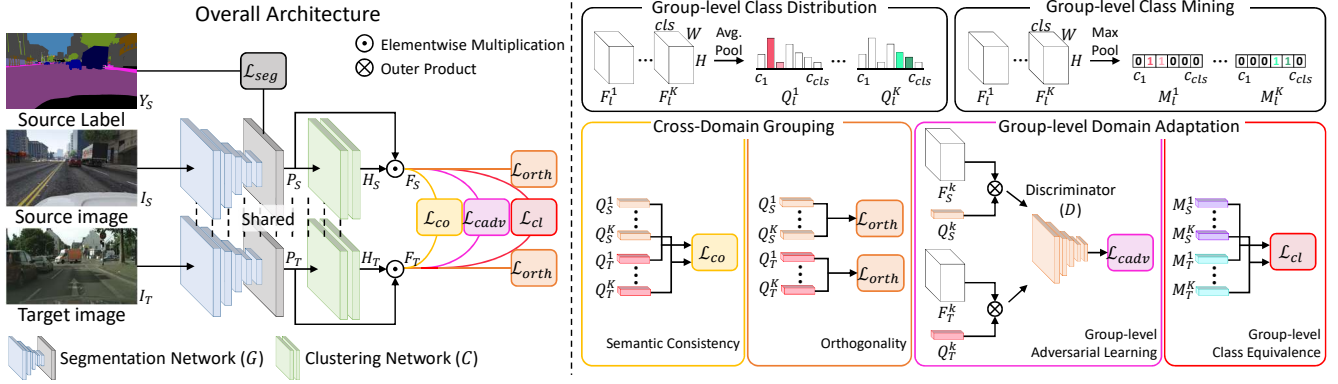 Overall Architecture
Elementwise Multiplication
Outer Product
L_seg
Y_S
Source Label
I_S
Source image
I_T
Target image
Shared
P_S
H_S
F_S
P_T
H_T
F_T
L_orth
L_co
L_cadv
L_cl
L_orth
Segmentation Network (G)
Clustering Network (C)
Group-level Class Distribution
cls
W
H
F_l^1
...
F_l^K
Avg.
Pool
c_1 c_cls
Q_l^1
...
c_1 c_cls
Q_l^K
Group-level Class Mining
cls
W
H
F_l^1
...
F_l^K
Max
Pool
0 1 1 0 0 0
c_1 c_cls
M_l^1
...
0 0 0 1 1 0
c_1 c_cls
M_l^K
Cross-Domain Grouping
Q_S^1
Q_S^K
Q_T^1
Q_T^K
L_co
Semantic Consistency
Q_S^1
Q_S^K
Q_T^1
Q_T^K
L_orth
L_orth
Orthogonality
Group-level Domain Adaptation
F_S^k
Q_S^k
F_T^k
Q_T^k
Discriminator
(D)
L_cadv
Group-level
Adversarial Learning
M_S^1
M_S^K
M_T^1
M_T^K
L_cl
Group-level
Class Equivalence